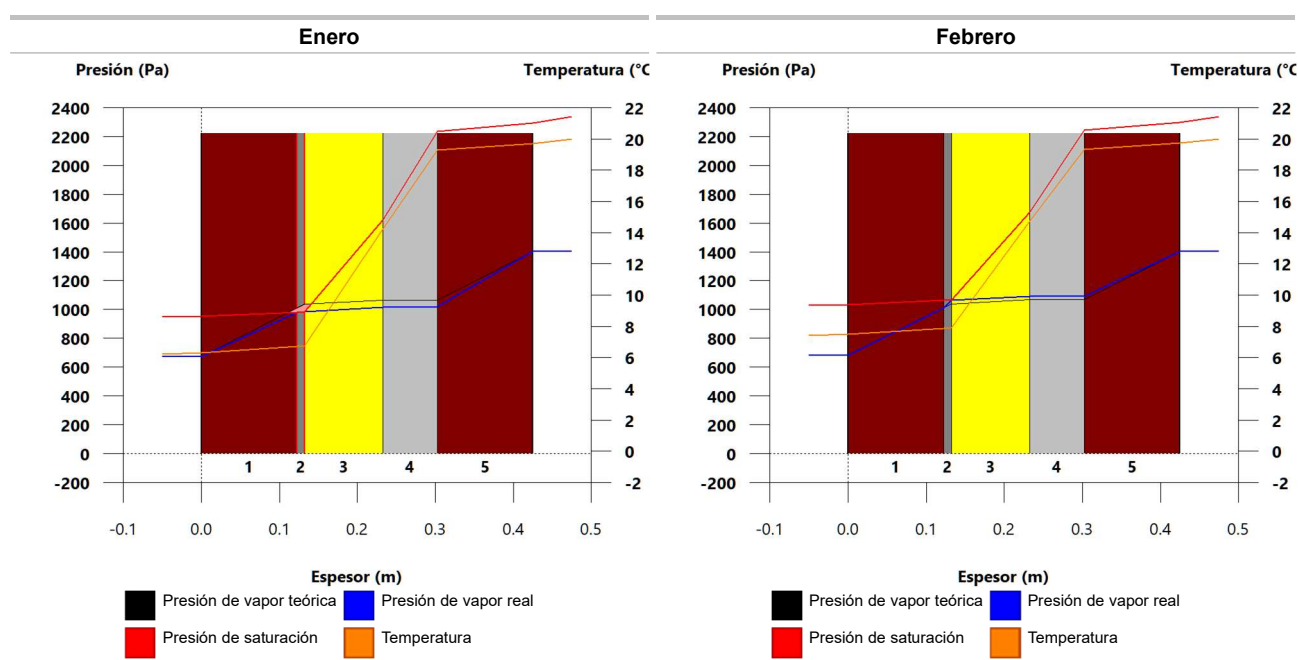 Enero
Presión (Pa) Temperatura (°C
2400 22
2200 20
2000 18
1800 16
1600 14
1400 12
1200 10
1000 8
800 6
600 4
400 2
200 0
0 -2
-200
1 2 3 4 5
-0.1 0.0 0.1 0.2 0.3 0.4 0.5
Espesor (m)
Presión de vapor teórica Presión de vapor real
Presión de saturación Temperatura
Febrero
Presión (Pa) Temperatura (°C
2400 22
2200 20
2000 18
1800 16
1600 14
1400 12
1200 10
1000 8
800 6
600 4
400 2
200 0
0 -2
-200
1 2 3 4 5
-0.1 0.0 0.1 0.2 0.3 0.4 0.5
Espesor (m)
Presión de vapor teórica Presión de vapor real
Presión de saturación Temperatura